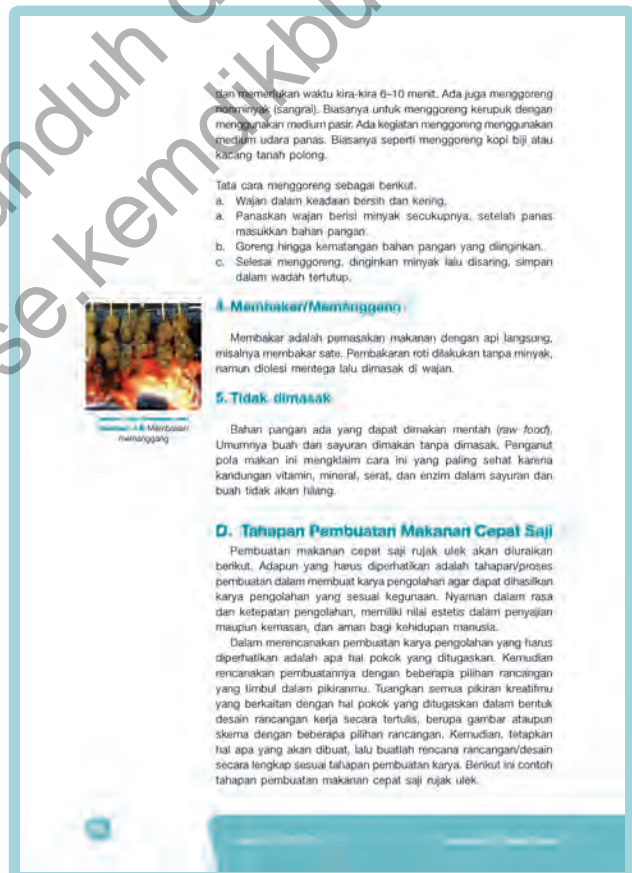 dan memerlukan waktu kira-kira 6–10 menit. Ada juga menggoreng
nonminyak (sangrai). Biasanya untuk menggoreng kerupuk dengan
menggunakan medium pasir. Ada kegiatan menggoreng menggunakan
medium udara panas. Biasanya seperti menggoreng kopi biji atau
kacang tanah polong.
Tata cara menggoreng sebagai berikut.
a. Wajan dalam keadaan bersih dan kering.
a. Panaskan wajan berisi minyak secukupnya, setelah panas
masukkan bahan pangan.
b. Goreng hingga kematangan bahan pangan yang diinginkan.
c. Selesai menggoreng, dinginkan minyak lalu disaring, simpan
dalam wadah tertutup.
4. Membakar/Memanggang
Membakar adalah pemasakan makanan dengan api langsung,
misalnya membakar sate. Pembakaran roti dilakukan tanpa minyak,
namun diolesi mentega lalu dimasak di wajan.
Membakar/
memanggang
5. Tidak dimasak
Bahan pangan ada yang dapat dimakan mentah (raw food).
Umumnya buah dan sayuran dimakan tanpa dimasak. Penganut
pola makan ini mengklaim cara ini yang paling sehat karena
kandungan vitamin, mineral, serat, dan enzim dalam sayuran dan
buah tidak akan hilang.
D. Tahapan Pembuatan Makanan Cepat Saji
Pembuatan makanan cepat saji rujak ulek akan diuraikan
berikut. Adapun yang harus diperhatikan adalah tahapan/proses
pembuatan dalam membuat karya pengolahan agar dapat dihasilkan
karya pengolahan yang sesuai kegunaan. Nyaman dalam rasa
dan ketepatan pengolahan, memiliki nilai estetis dalam penyajian
maupun kemasan, dan aman bagi kehidupan manusia.
Dalam merencanakan pembuatan karya pengolahan yang harus
diperhatikan adalah apa hal pokok yang ditugaskan. Kemudian
rencanakan pembuatannya dengan beberapa pilihan rancangan
yang timbul dalam pikiranmu. Tuangkan semua pikiran kreatifmu
yang berkaitan dengan hal pokok yang ditugaskan dalam bentuk
desain rancangan kerja secara tertulis, berupa gambar ataupun
skema dengan beberapa pilihan rancangan. Kemudian, tetapkan
hal apa yang akan dibuat, lalu buatlah rencana rancangan/desain
secara lengkap sesuai tahapan pembuatan karya. Berikut ini contoh
tahapan pembuatan makanan cepat saji rujak ulek.